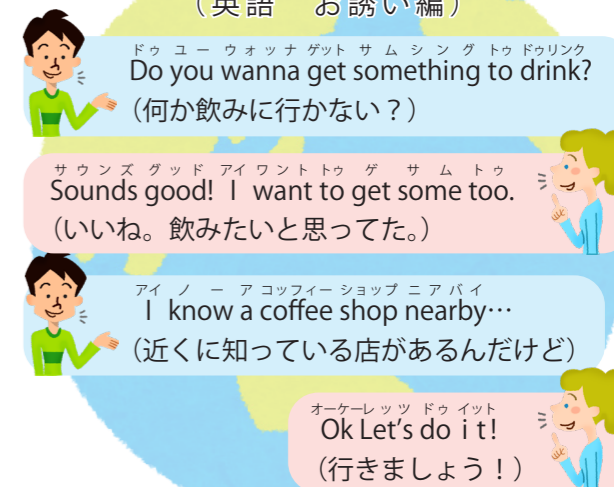 （英語　お誘い編）
ドゥ ユー ウォッナ ゲット サムシング トゥ ドゥリンク
Do you wanna get something to drink?
（何か飲みに行かない？）
サウンズ グッド アイ ワント トゥ ゲ サム トゥ
Sounds good! I want to get some too.
（いいね。飲みたいと思ってた。）
アイ ノー ア コッフィー ショップ ニアバイ
I know a coffee shop nearby…
（近くに知っている店があるんだけど）
オーケー レッツ ドゥ イット
Ok Let's do it!
（行きましょう！）